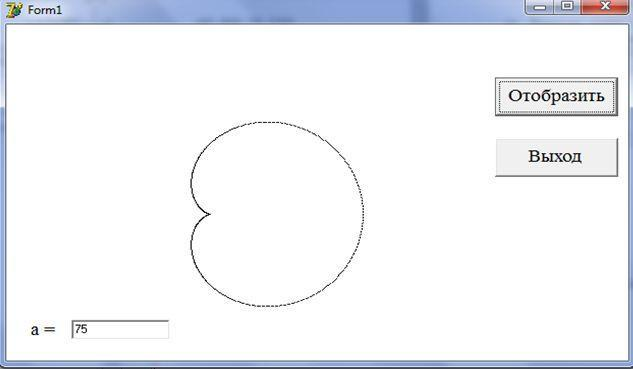 Form1
Отобразить
Выход
a =
75